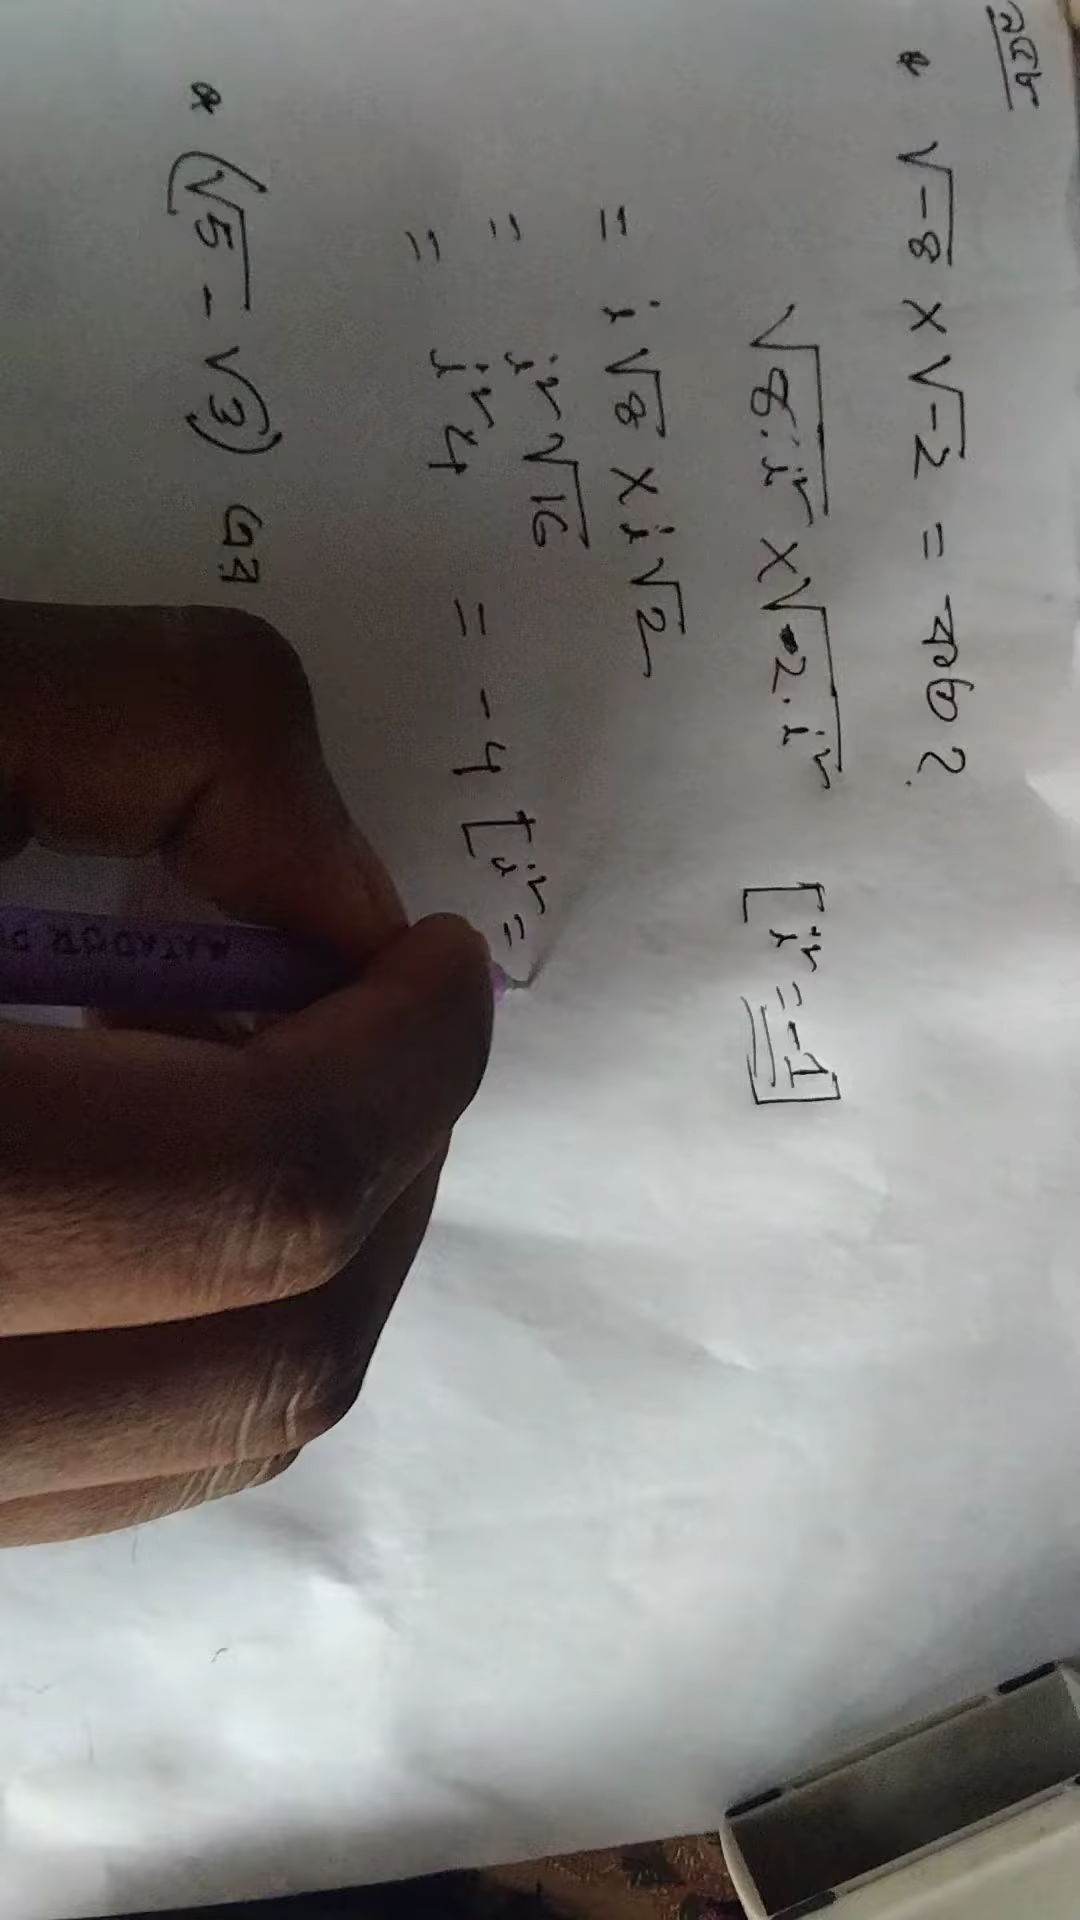 * √-8 × √-2 = কত ?
√8.i² × √2.i² [i² = -1]
= i√8 × i√2
= i²√16
= i²4 = -4 [i² =
* (√5 - √3) এর
MATADOR